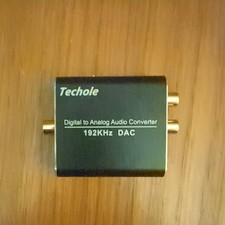 Techole
Digital to Analog Audio Converter
192KHz DAC